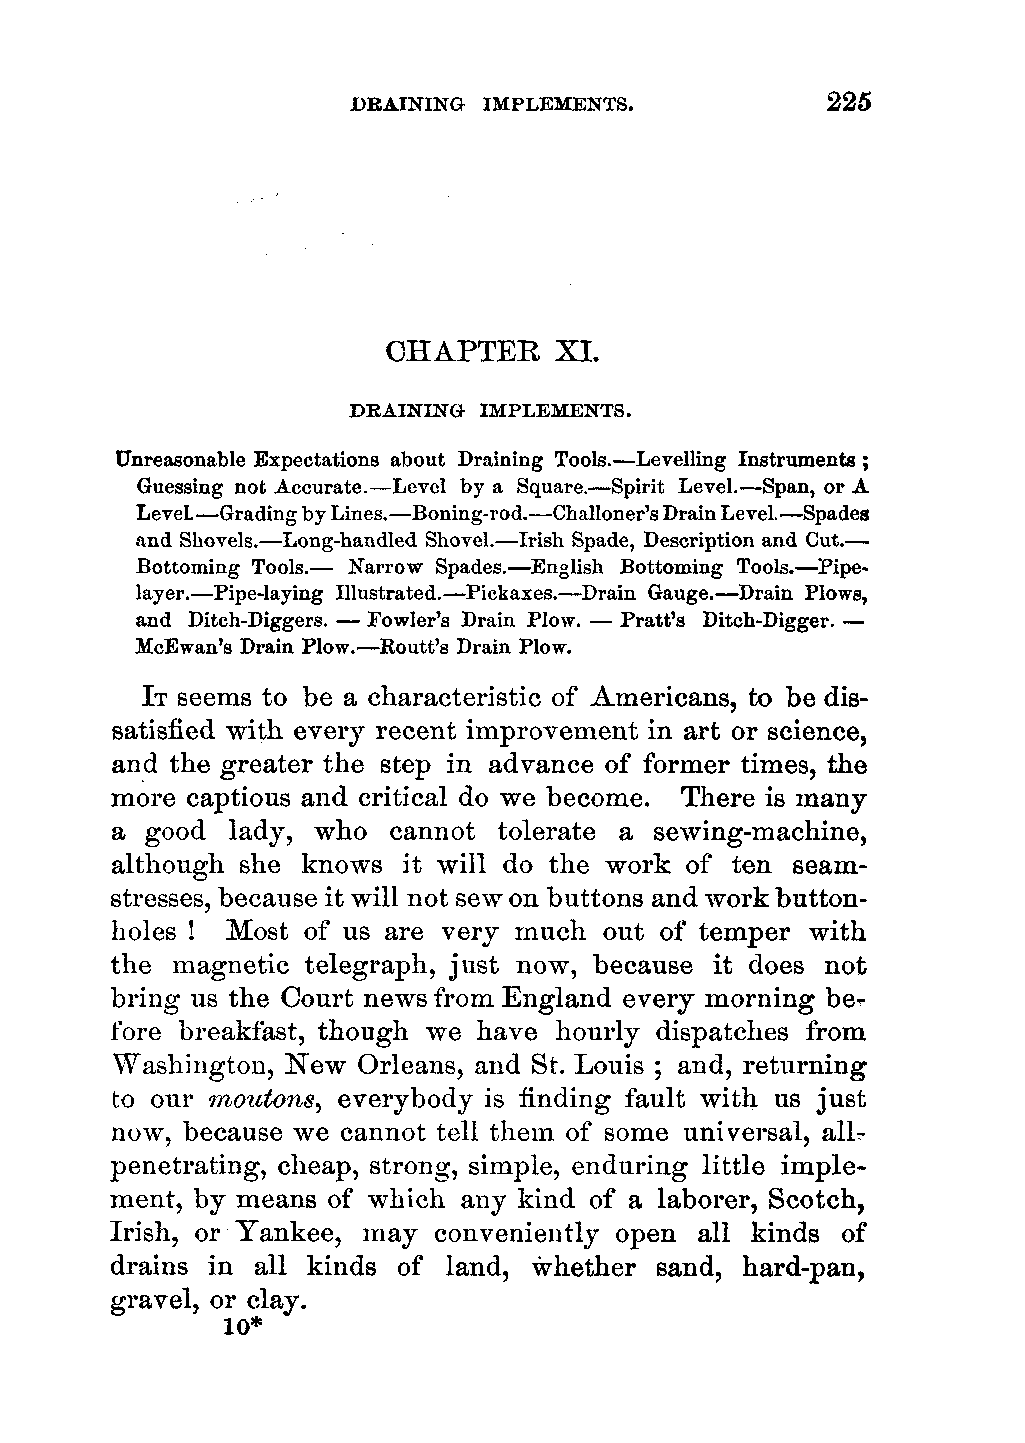 DRAINING IMPLEMENTS. 225
CHAPTER XI.
DRAINING IMPLEMENTS.
Unreasonable Expectations about Draining Tools.—Levelling Instruments ;
Guessing not Accurate.—Level by a Square.—Spirit Level.—Span, or A
Level.—Grading by Lines.—Boning-rod.—Challoner's Drain Level.—Spades
and Shovels.—Long-handled Shovel.—Irish Spade, Description and Cut.—
Bottoming Tools.— Narrow Spades.—English Bottoming Tools.—Pipe-
layer.—Pipe-laying Illustrated.—Pickaxes.—Drain Gauge.—Drain Plows,
and Ditch-Diggers. — Fowler's Drain Plow. — Pratt's Ditch-Digger. —
McEwan's Drain Plow.—Routt's Drain Plow.
IT seems to be a characteristic of Americans, to be dis-
satisfied with every recent improvement in art or science,
and the greater the step in advance of former times, the
more captious and critical do we become. There is many
a good lady, who cannot tolerate a sewing-machine,
although she knows it will do the work of ten seam-
stresses, because it will not sew on buttons and work button-
holes ! Most of us are very much out of temper with
the magnetic telegraph, just now, because it does not
bring us the Court news from England every morning be-
fore breakfast, though we have hourly dispatches from
Washington, New Orleans, and St. Louis ; and, returning
to our moutons, everybody is finding fault with us just
now, because we cannot tell them of some universal, all-
penetrating, cheap, strong, simple, enduring little imple-
ment, by means of which any kind of a laborer, Scotch,
Irish, or Yankee, may conveniently open all kinds of
drains in all kinds of land, whether sand, hard-pan,
gravel, or clay.
10*